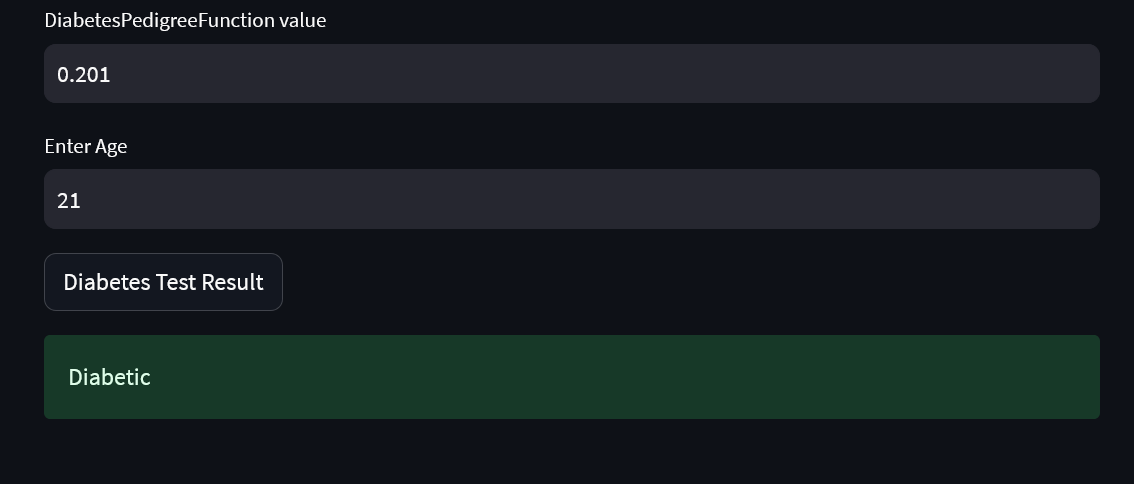 DiabetesPedigreeFunction value
0.201
Enter Age
21
Diabetes Test Result
Diabetic